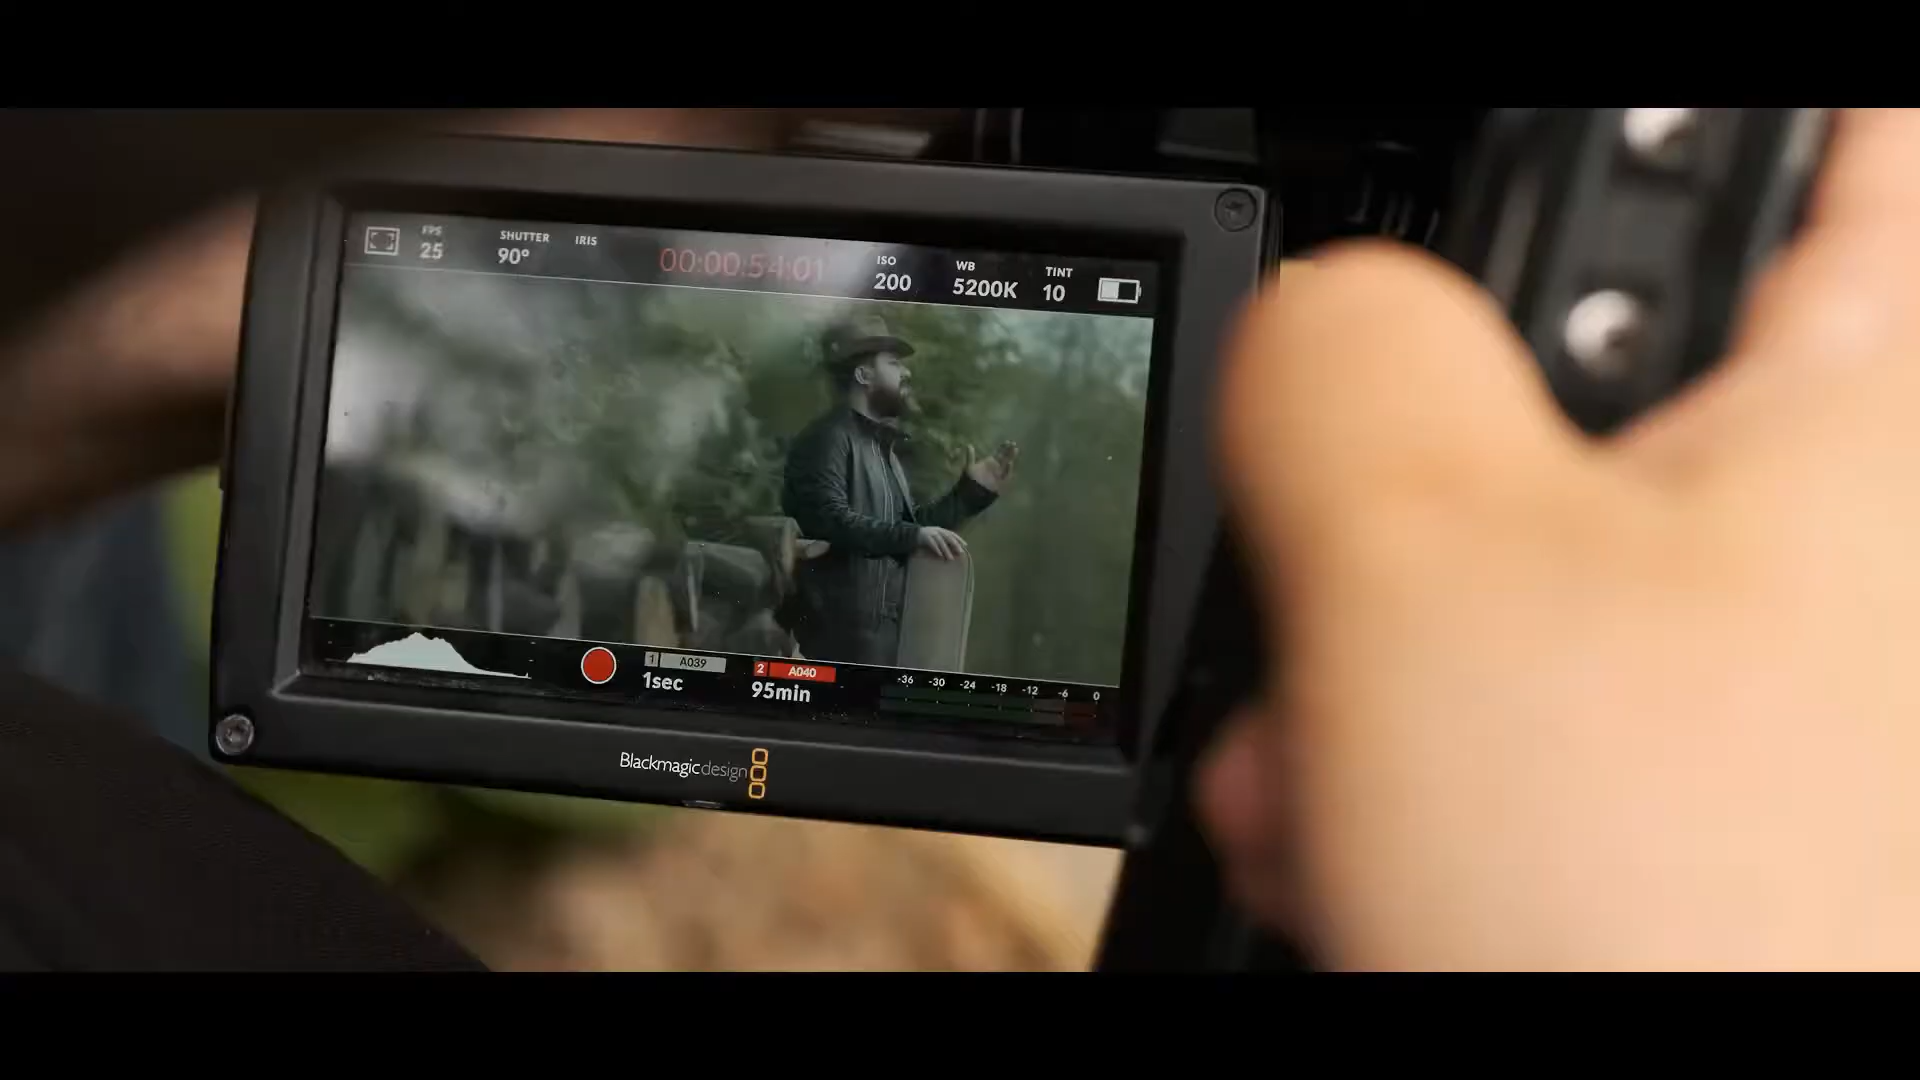 FPS
25
SHUTTER
90°
IRIS
00:00:54:01
ISO
200
WB
5200K
TINT
10
1 A039
1sec
2 A040
95min
-36 -30 -24 -18 -12 -6 0
Blackmagicdesign